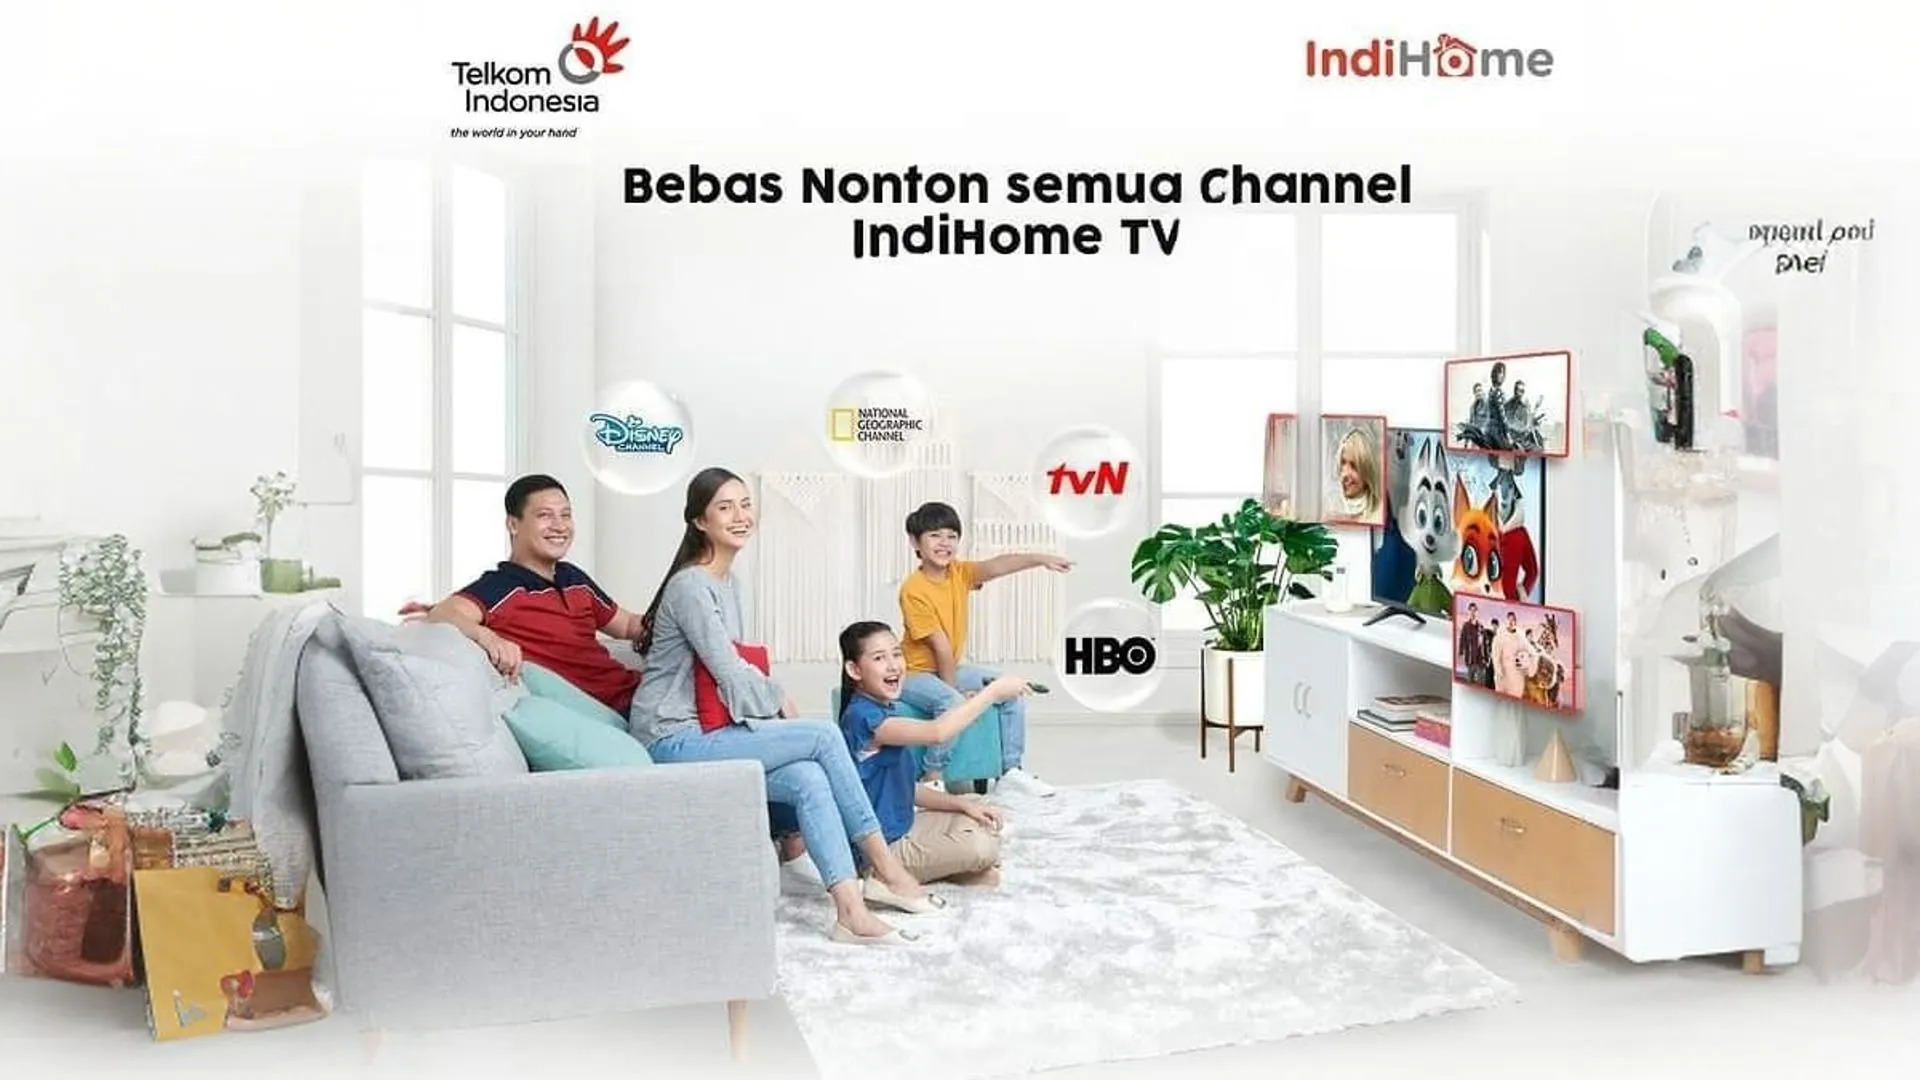 Telkom
Indonesia
the world in your hand
IndiHome
Bebas Nonton semua Channel
IndiHome TV
Disney
CHANNEL
NATIONAL
GEOGRAPHIC
CHANNEL
tvN
HBO